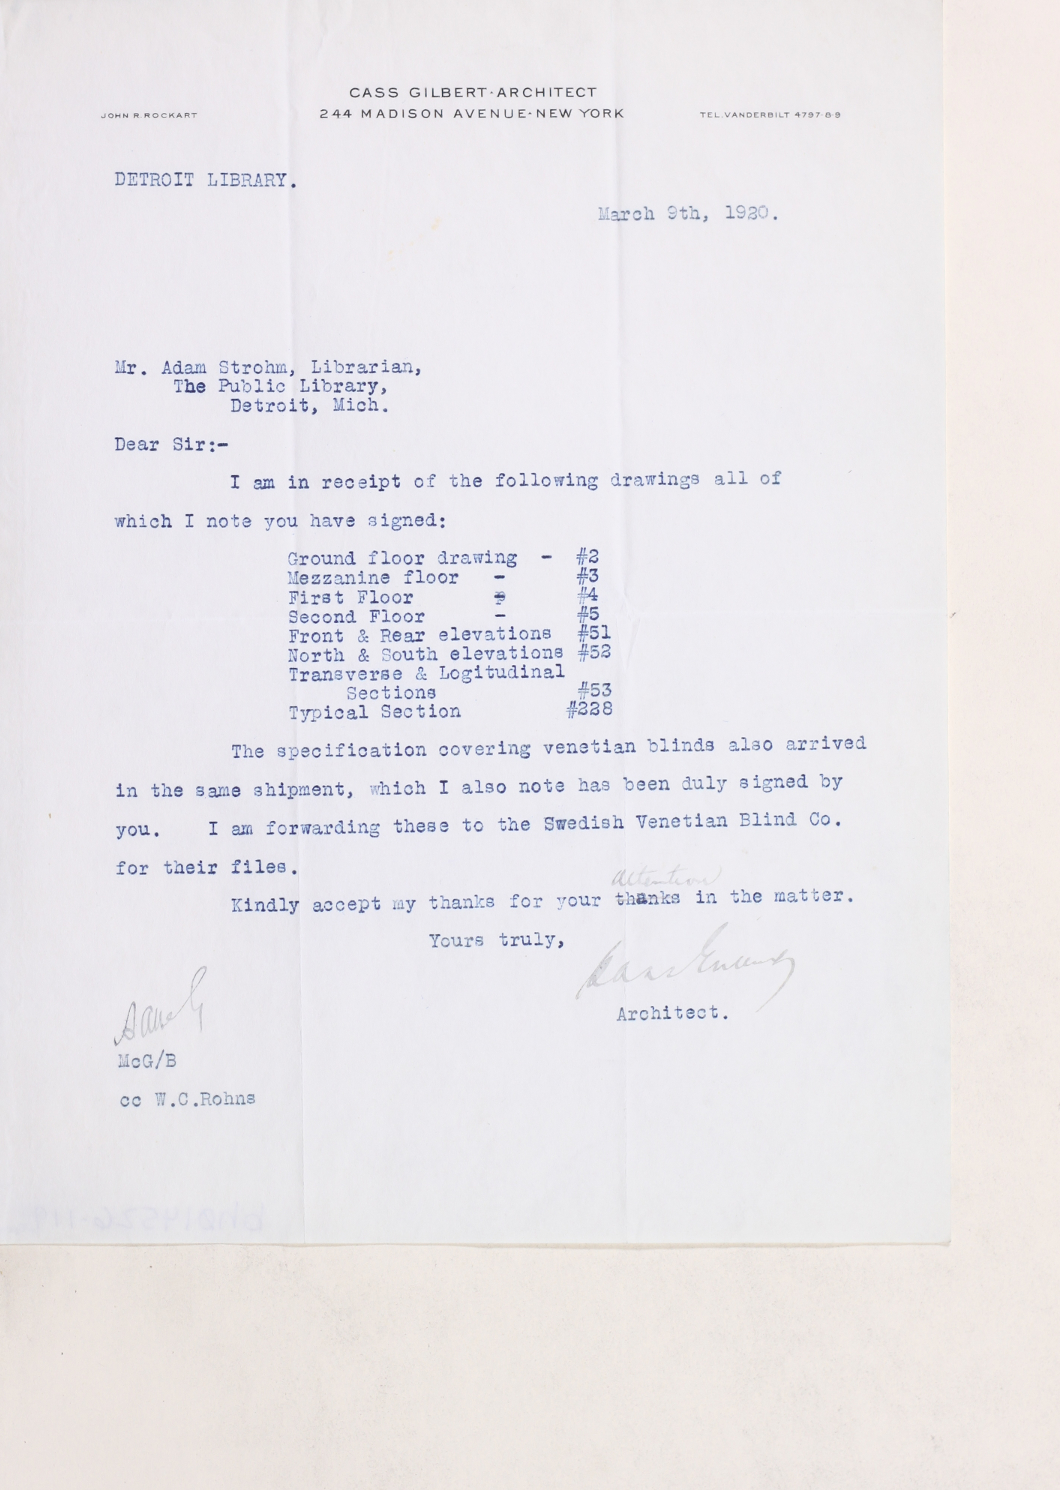 CASS GILBERT·ARCHITECT
JOHN R. ROCKART 244 MADISON AVENUE·NEW YORK TEL. VANDERBILT 4797·8·9
DETROIT LIBRARY.
March 9th, 1920.
Mr. Adam Strohm, Librarian,
The Public Library,
Detroit, Mich.
Dear Sir:-
I am in receipt of the following drawings all of
which I note you have signed:
Ground floor drawing - #2
Mezzanine floor - #3
First Floor - #4
Second Floor - #5
Front & Rear elevations #51
North & South elevations #52
Transverse & Logitudinal
Sections #53
Typical Section #228
The specification covering venetian blinds also arrived
in the same shipment, which I also note has been duly signed by
you. I am forwarding these to the Swedish Venetian Blind Co.
for their files.
attention
Kindly accept my thanks for your thanks in the matter.
Yours truly,
Cass Gilbert
Architect.
McG/B
cc W.C.Rohns